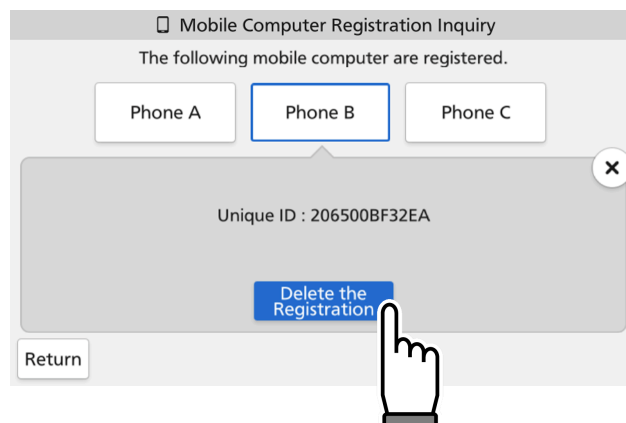 Mobile Computer Registration Inquiry
The following mobile computer are registered.
Phone A
Phone B
Phone C
Unique ID : 206500BF32EA
Delete the
Registration
Return